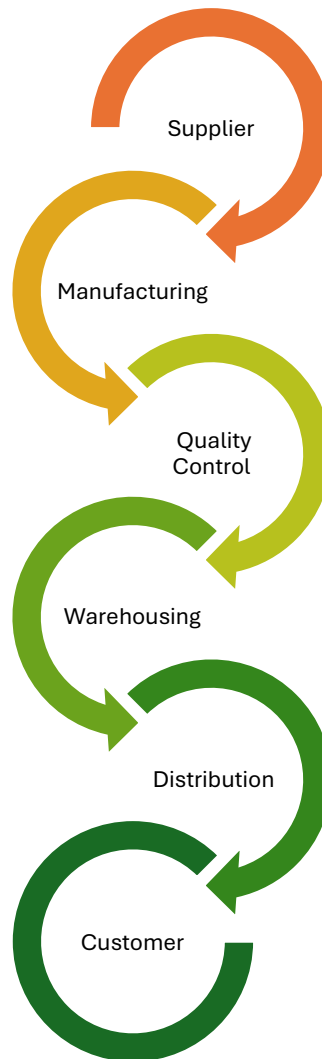 Supplier
Manufacturing
Quality
Control
Warehousing
Distribution
Customer